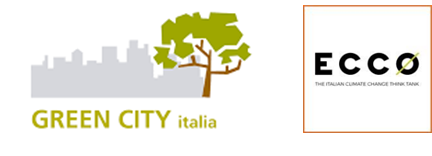 GREEN CITY italia
ECCO
THE ITALIAN CLIMATE CHANGE THINK TANK